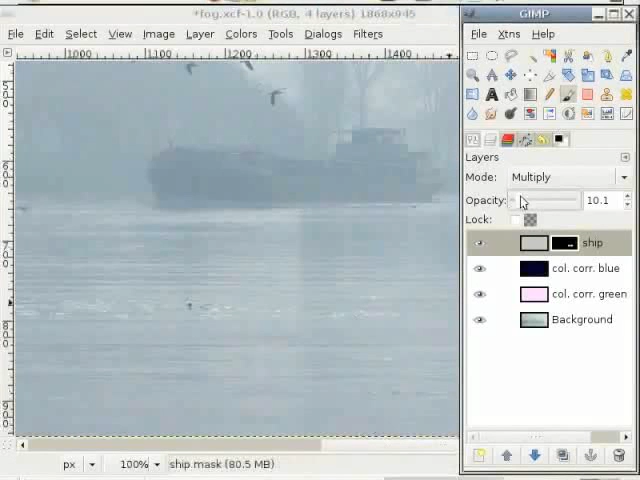 *fog.xcf-1.0 (RGB, 4 layers) 1868x945
GIMP
File Edit Select View Image Layer Colors Tools Dialogs Filters
File Xtns Help
1000 1100 1200 1300 1400
Layers
Mode: Multiply
Opacity: 10.1
Lock:
ship
col. corr. blue
col. corr. green
Background
px 100% ship.mask (80.5 MB)